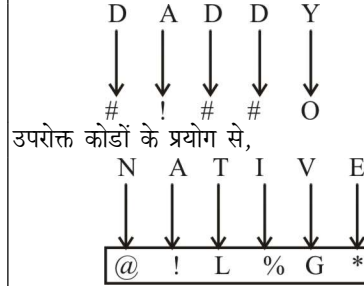 D A D D Y
# ! # # O
उपरोक्त कोडों के प्रयोग से,
N A T I V E
@ ! L % G *